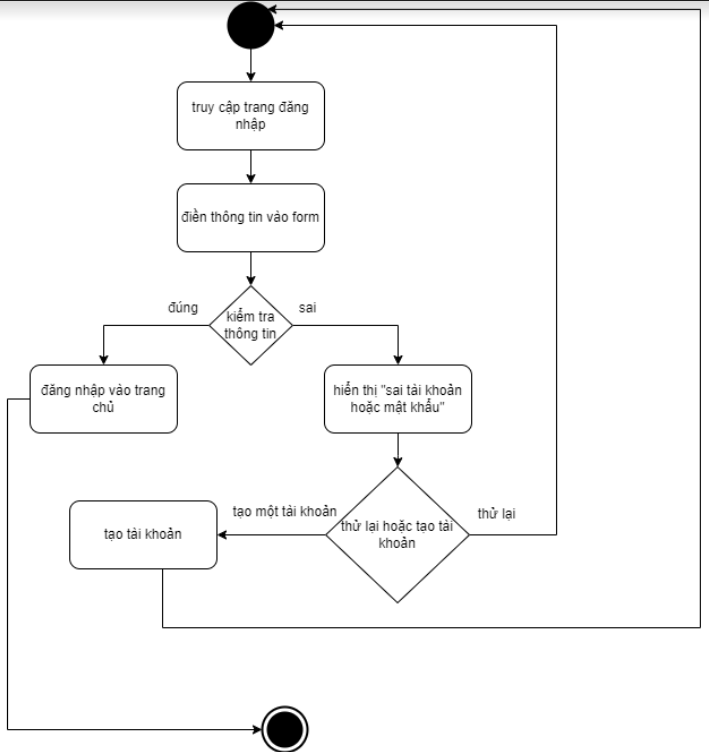 truy cập trang đăng
nhập
điền thông tin vào form
đúng
kiểm tra
thông tin
sai
đăng nhập vào trang
chủ
hiển thị "sai tài khoản
hoặc mật khẩu"
tạo tài khoản
tạo một tài khoản
thử lại hoặc tạo tài
khoản
thử lại